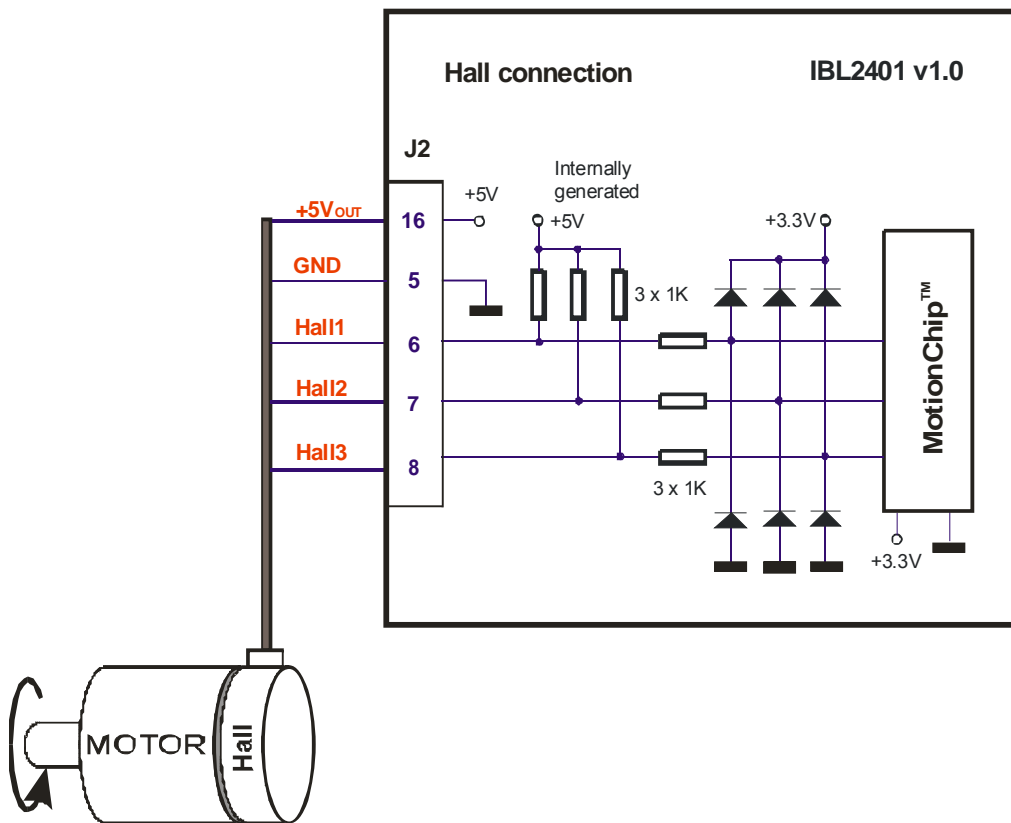 Hall connection
IBL2401 v1.0
J2
Internally
generated
+5V
+5V
+3.3V
+5VOUT
16
GND
5
3 x 1K
Hall1
6
Hall2
7
Hall3
8
3 x 1K
MotionChip™
+3.3V
MOTOR
Hall